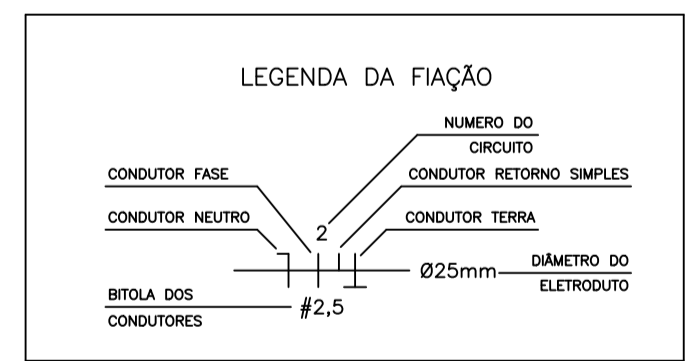 LEGENDA DA FIAÇÃO
NUMERO DO
CIRCUITO
CONDUTOR FASE
CONDUTOR RETORNO SIMPLES
CONDUTOR NEUTRO
2
CONDUTOR TERRA
Ø25mm
DIÂMETRO DO
ELETRODUTO
BITOLA DOS
CONDUTORES
#2,5